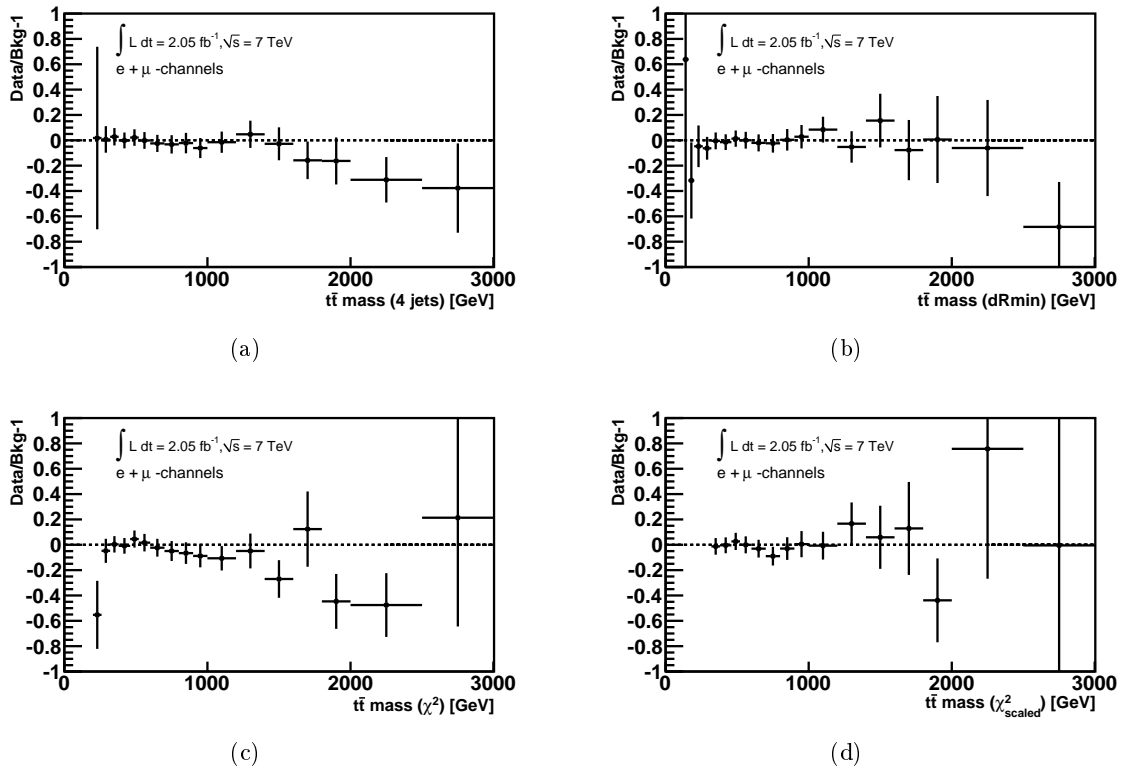 Data/Bkg-1
1
0.8
0.6
0.4
0.2
0
-0.2
-0.4
-0.6
-0.8
-1
∫ L dt = 2.05 fb⁻¹,√s = 7 TeV
e + μ -channels
0 1000 2000 3000
tt̄ mass (4 jets) [GeV]
(a)
Data/Bkg-1
1
0.8
0.6
0.4
0.2
0
-0.2
-0.4
-0.6
-0.8
-1
∫ L dt = 2.05 fb⁻¹,√s = 7 TeV
e + μ -channels
0 1000 2000 3000
tt̄ mass (dRmin) [GeV]
(b)
Data/Bkg-1
1
0.8
0.6
0.4
0.2
0
-0.2
-0.4
-0.6
-0.8
-1
∫ L dt = 2.05 fb⁻¹,√s = 7 TeV
e + μ -channels
0 1000 2000 3000
tt̄ mass (χ²) [GeV]
(c)
Data/Bkg-1
1
0.8
0.6
0.4
0.2
0
-0.2
-0.4
-0.6
-0.8
-1
∫ L dt = 2.05 fb⁻¹,√s = 7 TeV
e + μ -channels
0 1000 2000 3000
tt̄ mass (χ²scaled) [GeV]
(d)